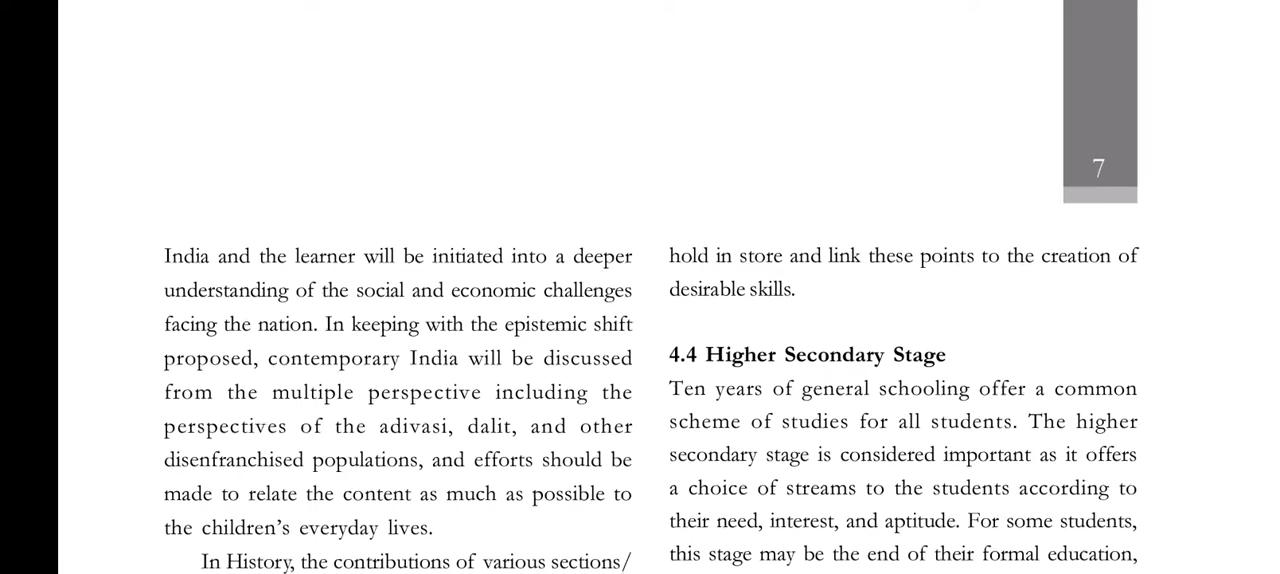 7
India and the learner will be initiated into a deeper
understanding of the social and economic challenges
facing the nation. In keeping with the epistemic shift
proposed, contemporary India will be discussed
from the multiple perspective including the
perspectives of the adivasi, dalit, and other
disenfranchised populations, and efforts should be
made to relate the content as much as possible to
the children’s everyday lives.
In History, the contributions of various sections/
hold in store and link these points to the creation of
desirable skills.
4.4 Higher Secondary Stage
Ten years of general schooling offer a common
scheme of studies for all students. The higher
secondary stage is considered important as it offers
a choice of streams to the students according to
their need, interest, and aptitude. For some students,
this stage may be the end of their formal education,